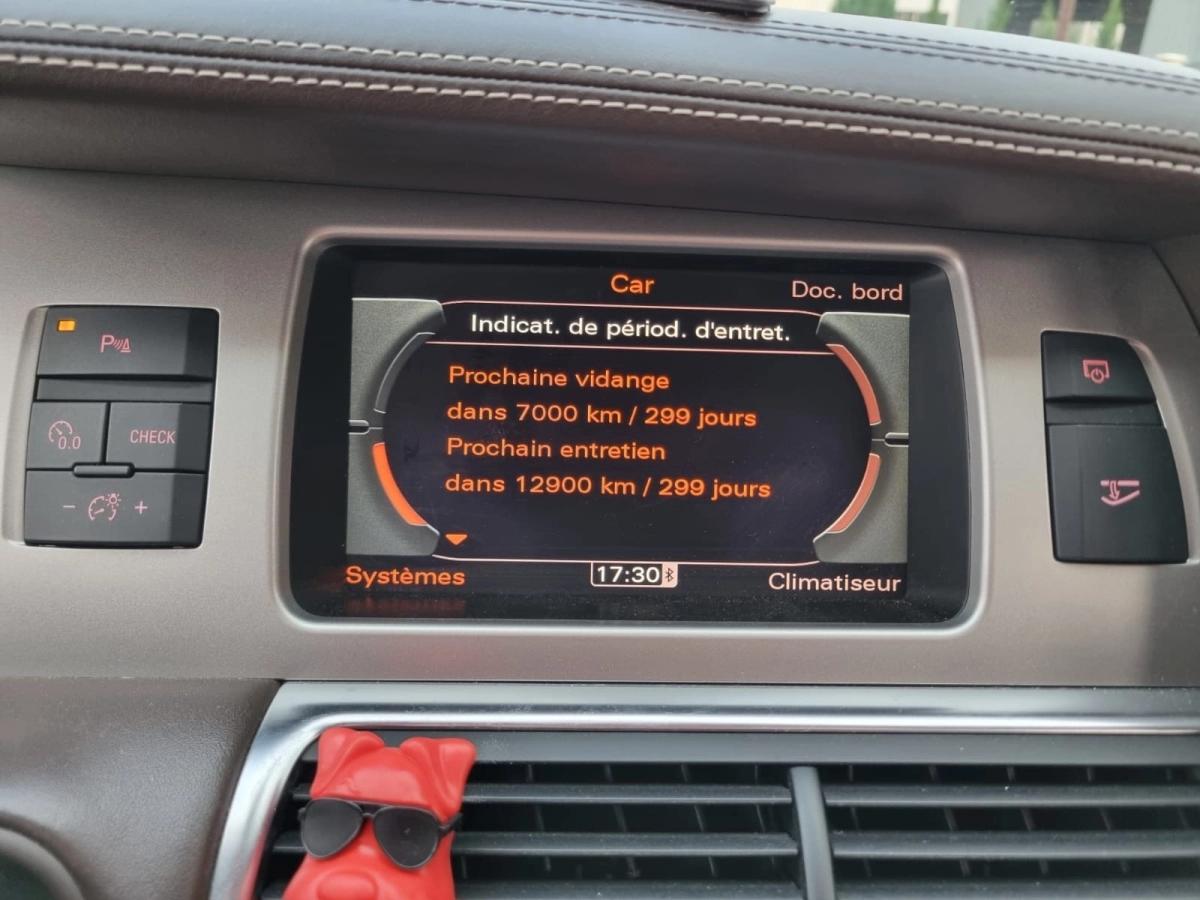 Car
Doc. bord
Indicat. de périod. d'entret.
Prochaine vidange
dans 7000 km / 299 jours
Prochain entretien
dans 12900 km / 299 jours
Systèmes
17:30
Climatiseur
P
0.0
CHECK
- +